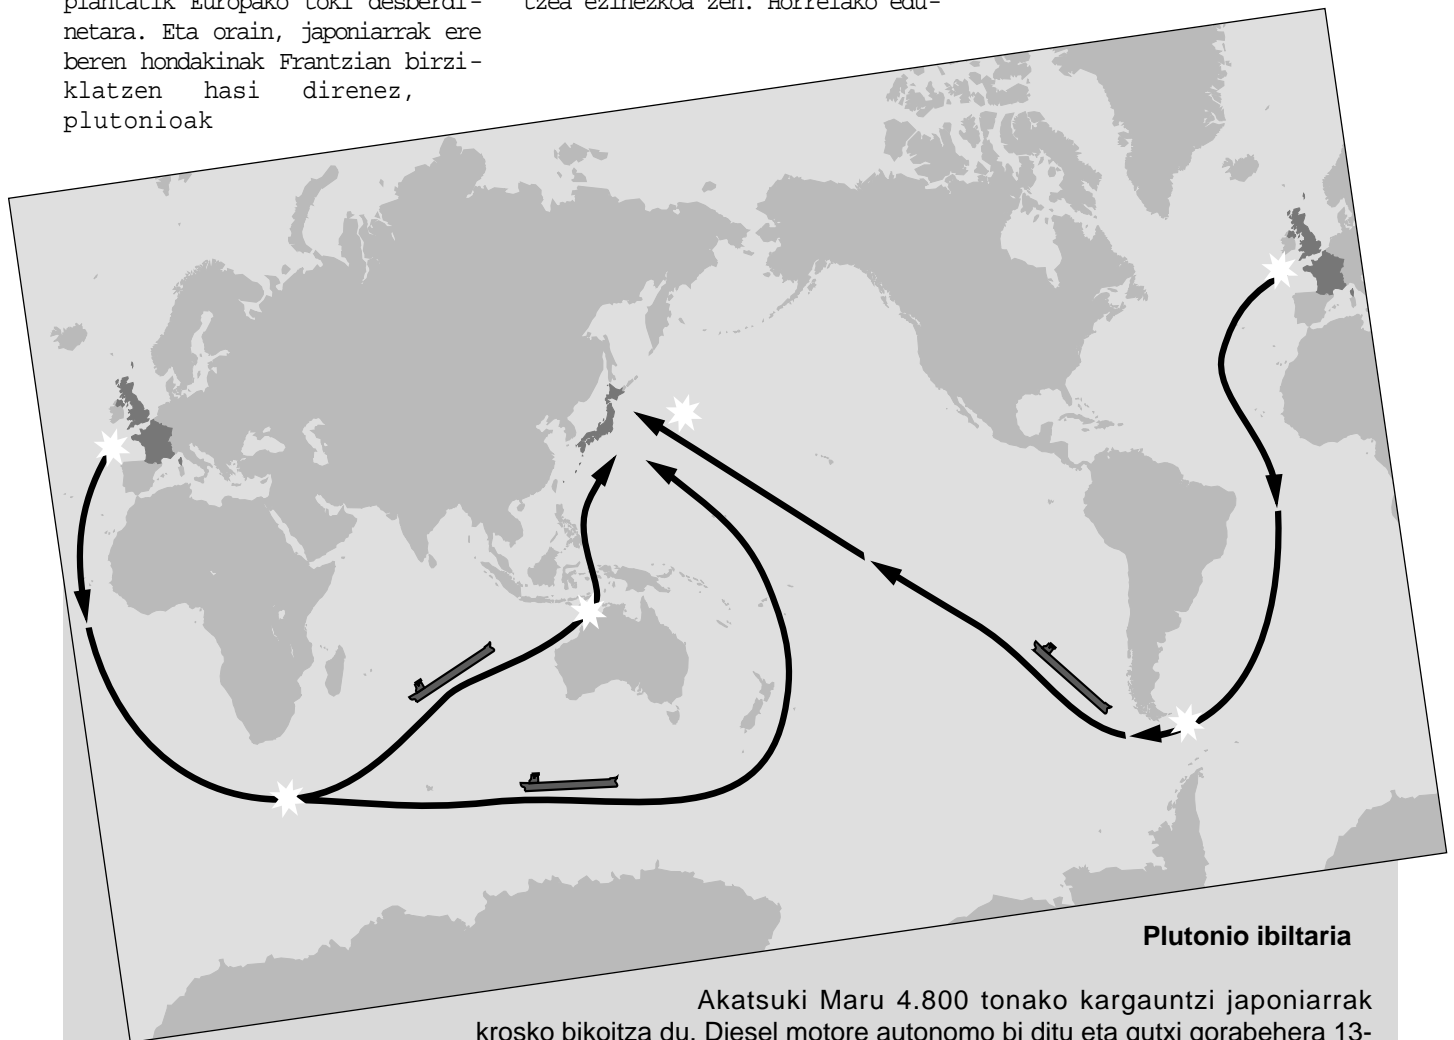 plantatik Europako toki desberdi-
netara. Eta orain, japoniarrak ere
beren hondakinak Frantzian birzi-
klatzen hasi direnez,
plutonioak
tzea ezinezkoa zen. Horrelako edu-
Plutonio ibiltaria
Akatsuki Maru 4.800 tonako kargauntzi japoniarrak
krosko bikoitza du. Diesel motore autonomo bi ditu eta gutxi gorabehera 13-